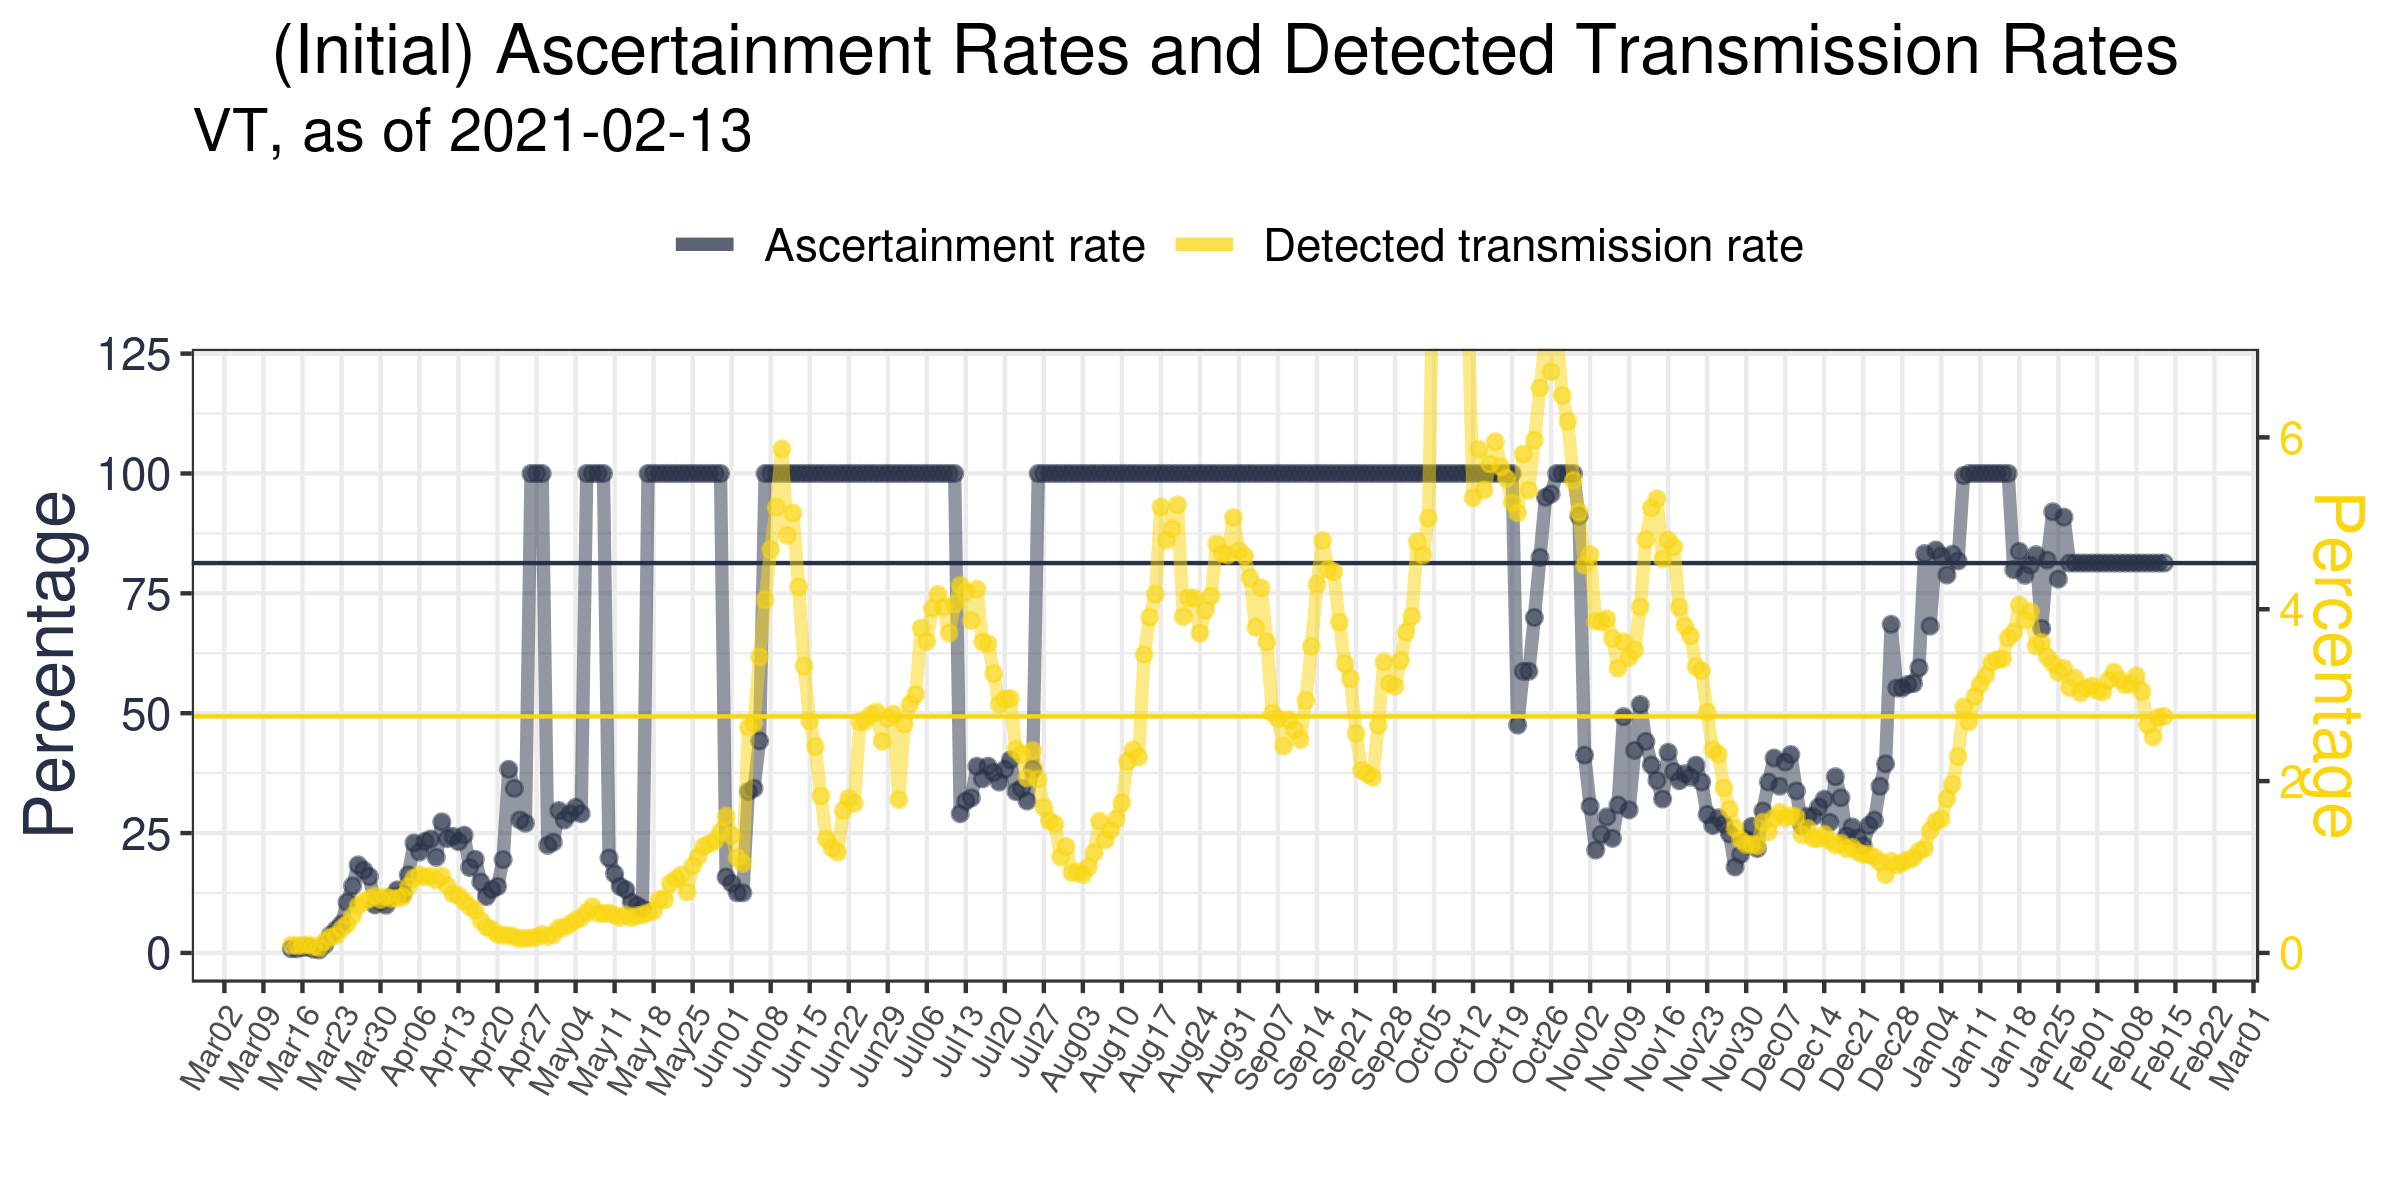 (Initial) Ascertainment Rates and Detected Transmission Rates
VT, as of 2021-02-13
Ascertainment rate Detected transmission rate
Percentage
125
100
75
50
25
0
6
4
2
0
Percentage
Mar02 Mar09 Mar16 Mar23 Mar30 Apr06 Apr13 Apr20 Apr27 May04 May11 May18 May25 Jun01 Jun08 Jun15 Jun22 Jun29 Jul06 Jul13 Jul20 Jul27 Aug03 Aug10 Aug17 Aug24 Aug31 Sep07 Sep14 Sep21 Sep28 Oct05 Oct12 Oct19 Oct26 Nov02 Nov09 Nov16 Nov23 Nov30 Dec07 Dec14 Dec21 Dec28 Jan04 Jan11 Jan18 Jan25 Feb01 Feb08 Feb15 Feb22 Mar01